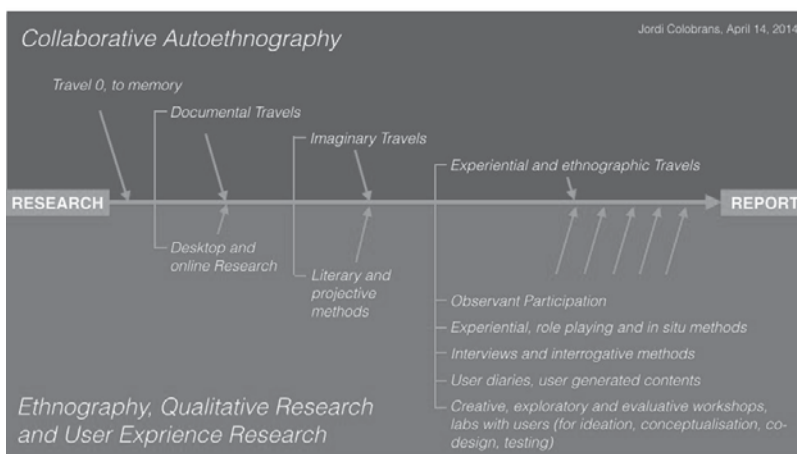 Collaborative Autoethnography
Jordi Colobrans, April 14, 2014
Travel 0, to memory
Documental Travels
Imaginary Travels
Experiential and ethnographic Travels
RESEARCH
REPORT
Desktop and
online Research
Literary and
projective
methods
Observant Participation
Experiential, role playing and in situ methods
Interviews and interrogative methods
User diaries, user generated contents
Creative, exploratory and evaluative workshops,
labs with users (for ideation, conceptualisation, co-
design, testing)
Ethnography, Qualitative Research
and User Exprience Research